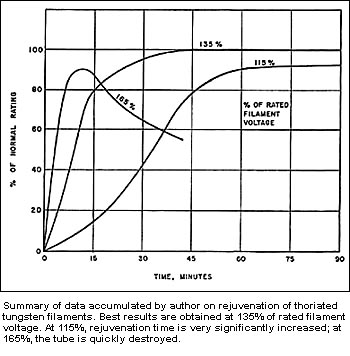 135%
115%
165%
% OF RATED
FILAMENT
VOLTAGE
% OF NORMAL RATING
100
80
60
40
20
0
0 15 30 45 60 75 90
TIME, MINUTES
Summary of data accumulated by author on rejuvenation of thoriated
tungsten filaments. Best results are obtained at 135% of rated filament
voltage. At 115%, rejuvenation time is very significantly increased; at
165%, the tube is quickly destroyed.